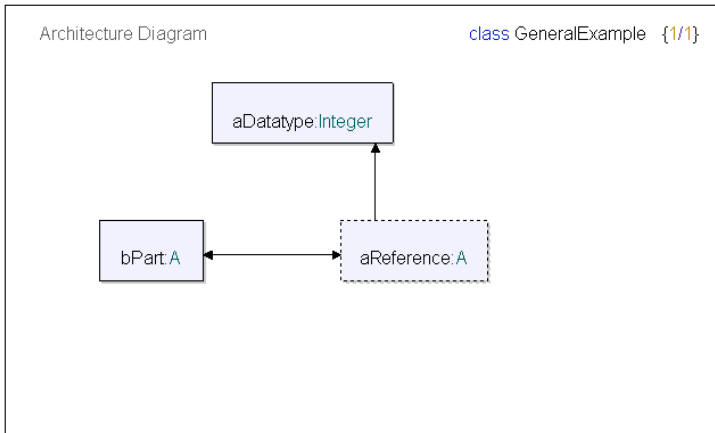 Architecture Diagram class GeneralExample {1/1}
aDatatype:Integer
bPart:A aReference:A